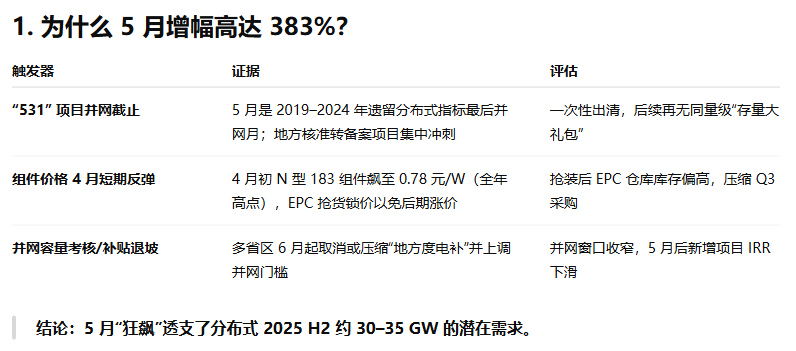 1. 为什么 5 月增幅高达 383%?
触发器 证据 评估
“531” 项目并网截止 5 月是 2019–2024 年遗留分布式指标最后并 一次性出清，后续再无同量级“存量大
网月；地方核准转备案项目集中冲刺 礼包”
组件价格 4 月短期反弹 4 月初 N 型 183 组件飙至 0.78 元/W（全年 抢装后 EPC 仓库库存偏高，压缩 Q3
高点），EPC 抢货锁价以免后期涨价 采购
并网容量考核/补贴退坡 多省区 6 月起取消或压缩“地方度电补”并上调 并网窗口收窄，5 月后新增项目 IRR
并网门槛 下滑
结论：5 月“狂飙”透支了分布式 2025 H2 约 30–35 GW 的潜在需求。